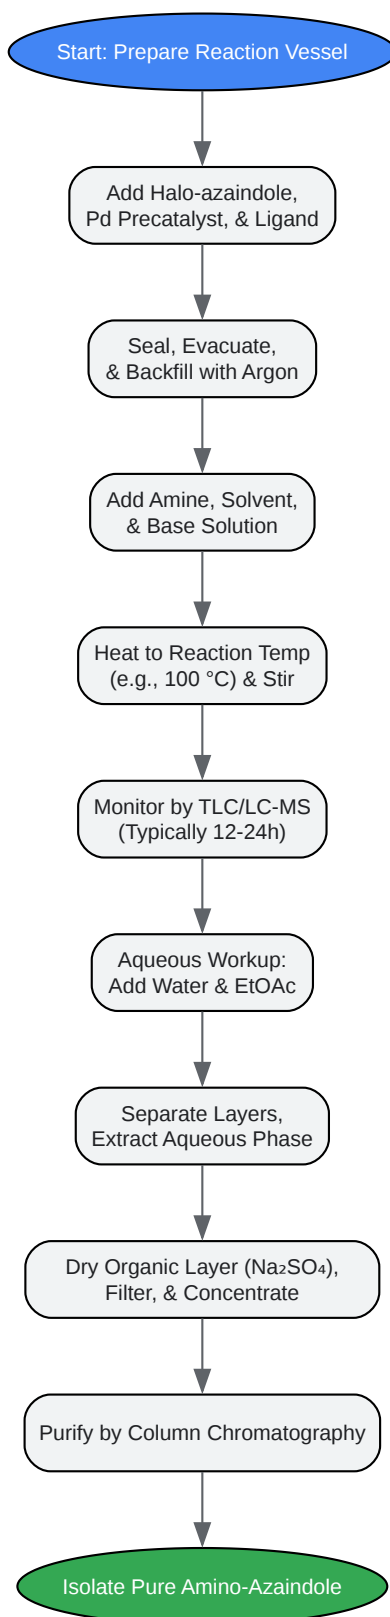 Start: Prepare Reaction Vessel
Add Halo-azaindole,
Pd Precatalyst, & Ligand
Seal, Evacuate,
& Backfill with Argon
Add Amine, Solvent,
& Base Solution
Heat to Reaction Temp
(e.g., 100 °C) & Stir
Monitor by TLC/LC-MS
(Typically 12-24h)
Aqueous Workup:
Add Water & EtOAc
Separate Layers,
Extract Aqueous Phase
Dry Organic Layer (Na₂SO₄),
Filter, & Concentrate
Purify by Column Chromatography
Isolate Pure Amino-Azaindole